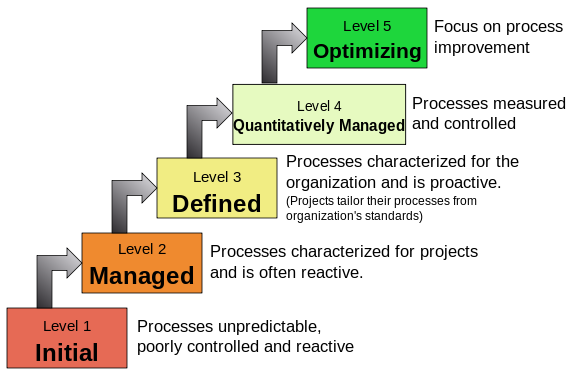 Level 5
Optimizing
Focus on process
improvement
Level 4
Quantitatively Managed
Processes measured
and controlled
Level 3
Defined
Processes characterized for the
organization and is proactive.
(Projects tailor their processes from
organization's standards)
Level 2
Managed
Processes characterized for projects
and is often reactive.
Level 1
Initial
Processes unpredictable,
poorly controlled and reactive